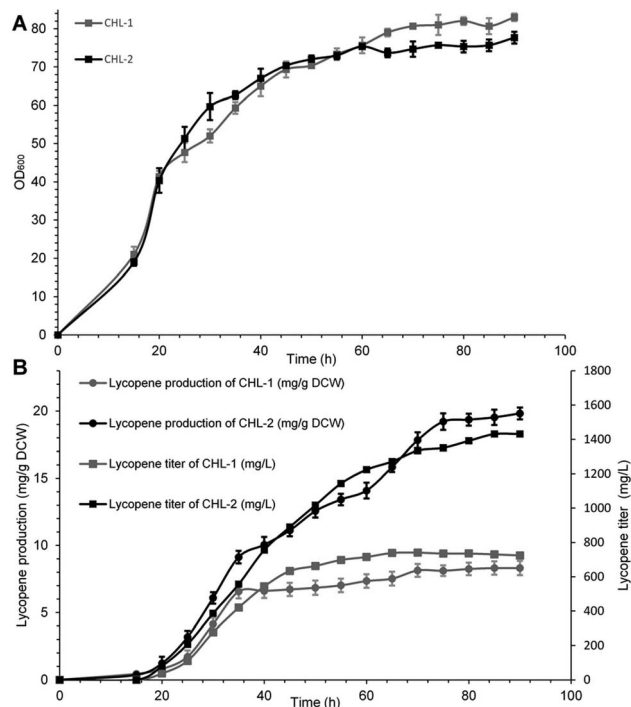 A
CHL-1
CHL-2
OD600
80
70
60
50
40
30
20
10
0
0 20 40 60 80 100
Time (h)
B
Lycopene production of CHL-1 (mg/g DCW)
Lycopene production of CHL-2 (mg/g DCW)
Lycopene titer of CHL-1 (mg/L)
Lycopene titer of CHL-2 (mg/L)
Lycopene production (mg/g DCW)
20
15
10
5
0
Lycopene titer (mg/L)
1800
1600
1400
1200
1000
800
600
400
200
0
0 20 40 60 80 100
Time (h)